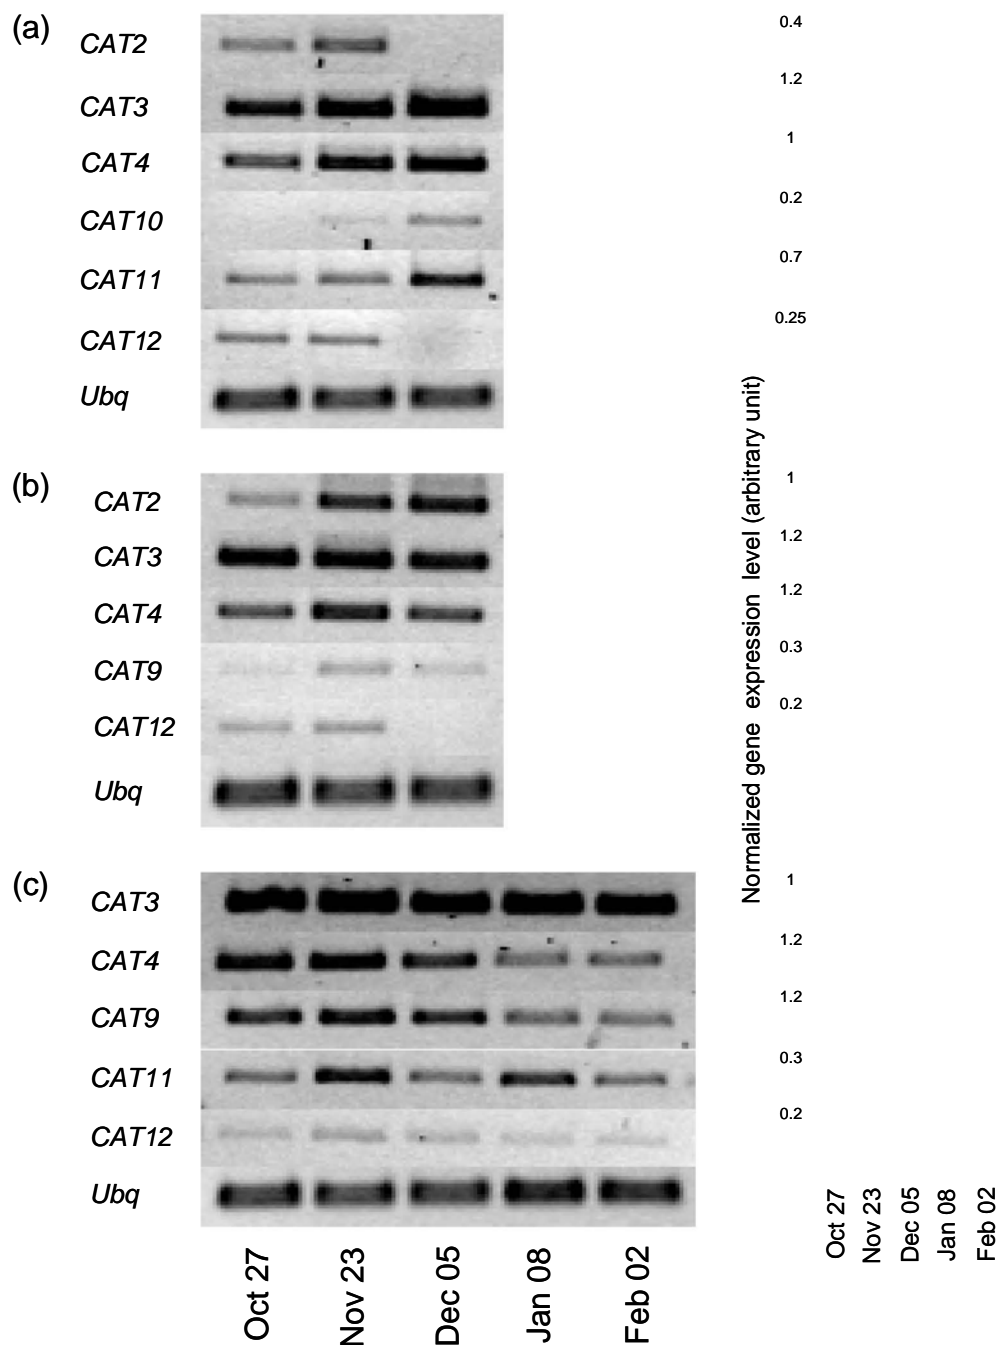 (a)
CAT2
CAT3
CAT4
CAT10
CAT11
CAT12
Ubq
(b)
CAT2
CAT3
CAT4
CAT9
CAT12
Ubq
(c)
CAT3
CAT4
CAT9
CAT11
CAT12
Ubq
Oct 27
Nov 23
Dec 05
Jan 08
Feb 02
Normalized gene expression level (arbitrary unit)
0.4
1.2
1
0.2
0.7
0.25
1
1.2
1.2
0.3
0.2
1
1.2
1.2
0.3
0.2
Oct 27
Nov 23
Dec 05
Jan 08
Feb 02